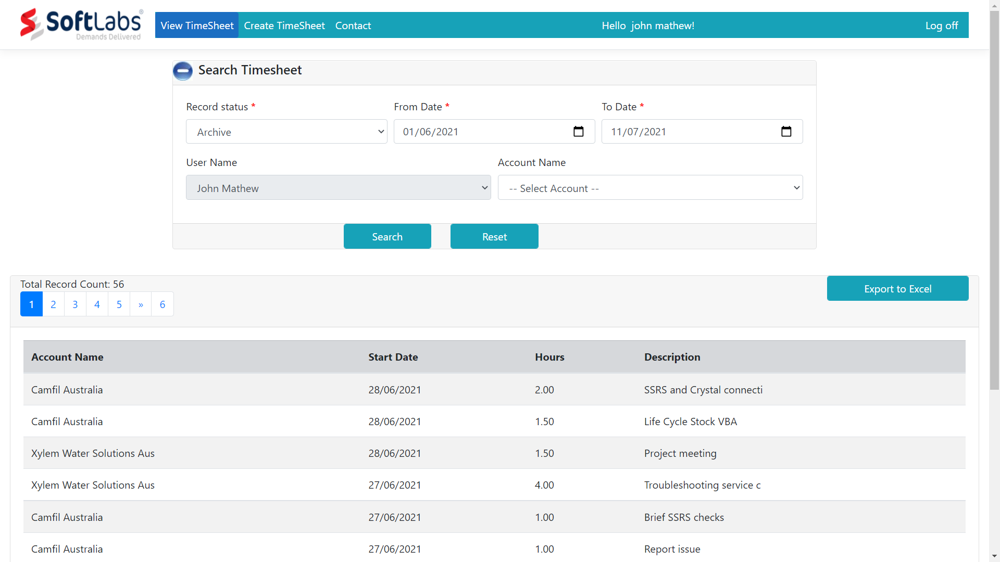 SoftLabs®
Demands Delivered
View TimeSheet Create TimeSheet Contact Hello john mathew! Log off
Search Timesheet
Record status * From Date * To Date *
Archive 01/06/2021 11/07/2021
User Name Account Name
John Mathew -- Select Account --
Search Reset
Total Record Count: 56
Export to Excel
1 2 3 4 5 » 6
Account Name Start Date Hours Description
Camfil Australia 28/06/2021 2.00 SSRS and Crystal connecti
Camfil Australia 28/06/2021 1.50 Life Cycle Stock VBA
Xylem Water Solutions Aus 28/06/2021 1.50 Project meeting
Xylem Water Solutions Aus 27/06/2021 4.00 Troubleshooting service c
Camfil Australia 27/06/2021 1.00 Brief SSRS checks
Camfil Australia 27/06/2021 1.00 Report issue